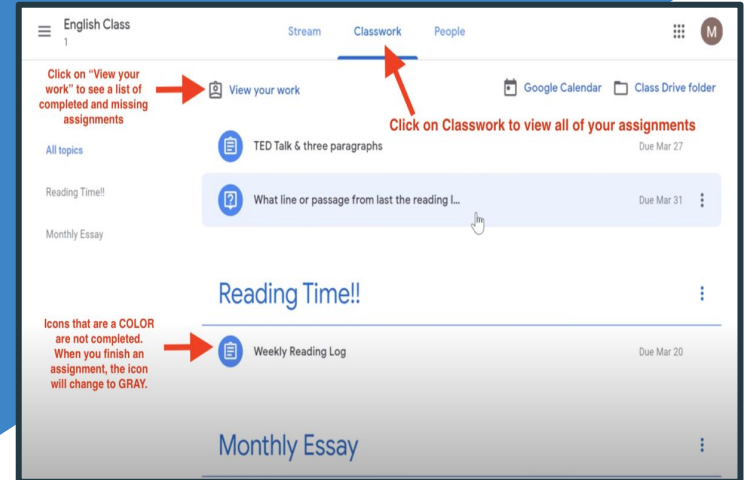 English Class
1
Stream
Classwork
People
M
Click on “View your
work” to see a list of
completed and missing
assignments
View your work
Google Calendar
Class Drive folder
Click on Classwork to view all of your assignments
All topics
Reading Time!!
Monthly Essay
TED Talk & three paragraphs
Due Mar 27
What line or passage from last the reading I...
Due Mar 31
Reading Time!!
Icons that are a COLOR
are not completed.
When you finish an
assignment, the icon
will change to GRAY.
Weekly Reading Log
Due Mar 20
Monthly Essay